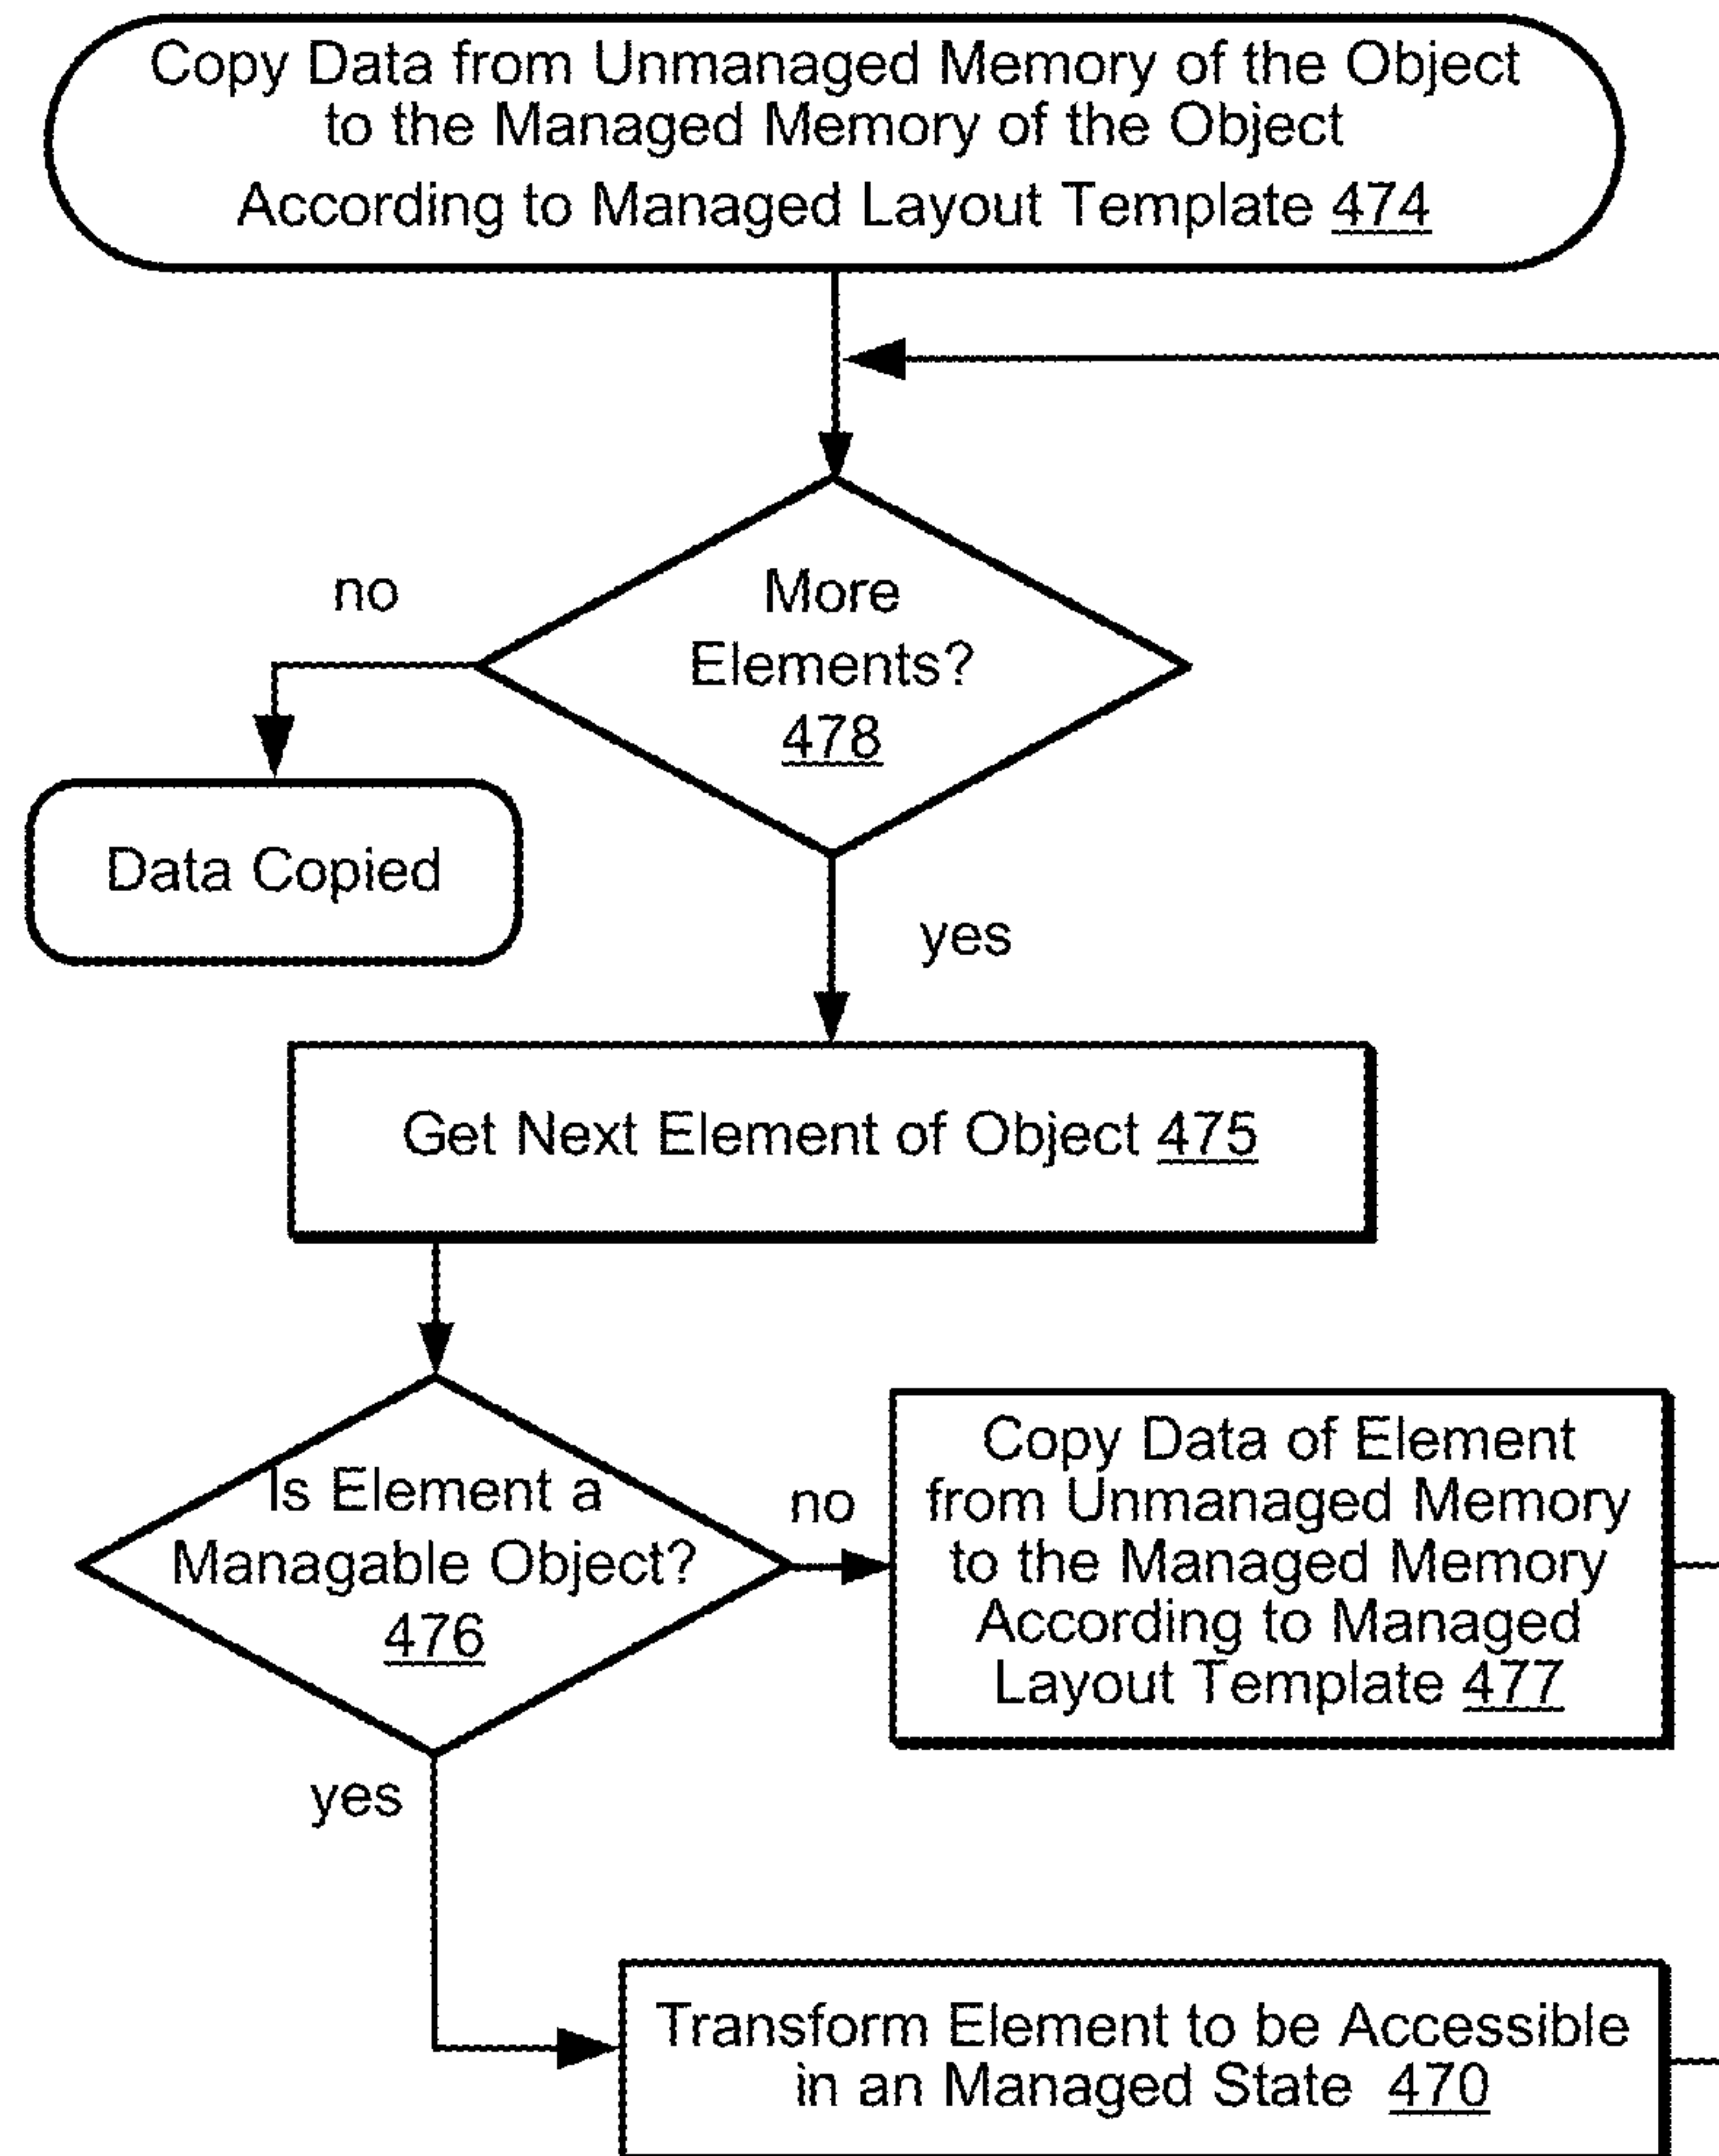 Copy Data from Unmanaged Memory of the Object
to the Managed Memory of the Object
According to Managed Layout Template 474
no
More
Elements?
478
Data Copied
yes
Get Next Element of Object 475
Is Element a
Managable Object?
476
no
Copy Data of Element
from Unmanaged Memory
to the Managed Memory
According to Managed
Layout Template 477
yes
Transform Element to be Accessible
in an Managed State 470